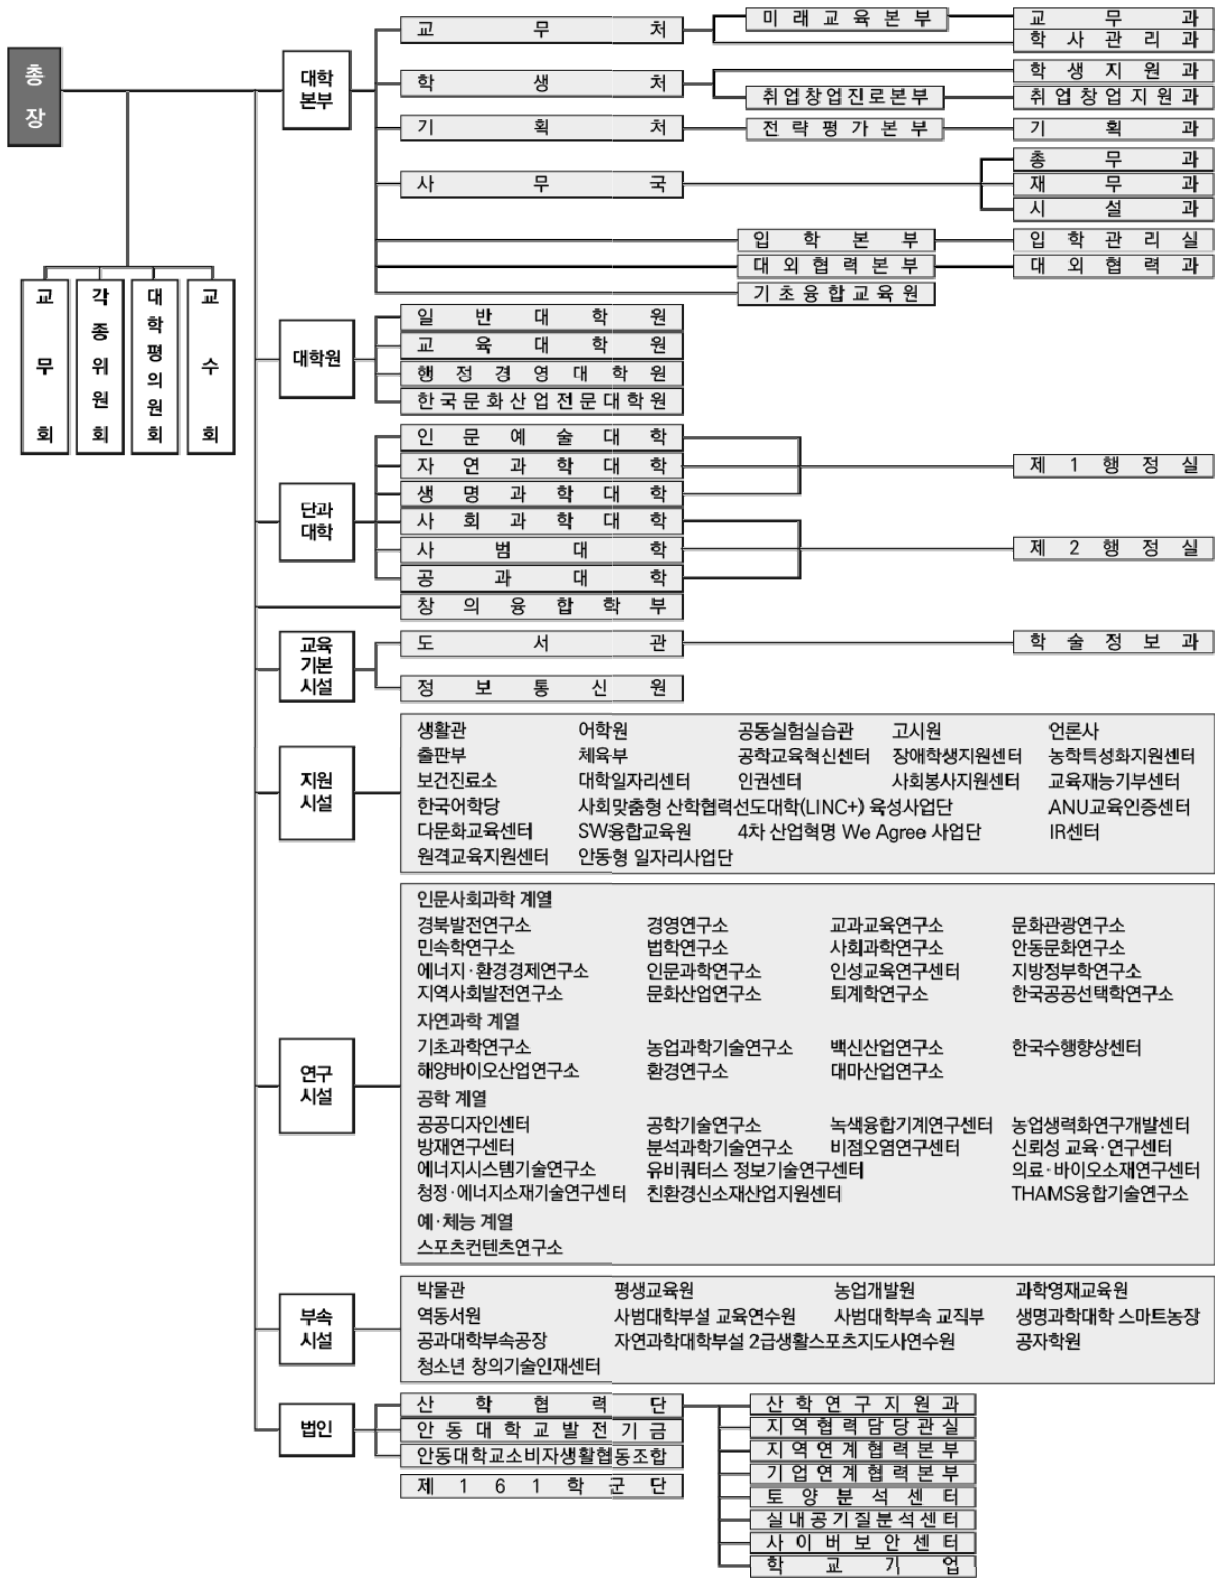 총장
교무회
각종위원회
대학평의원회
교수회
대학
본부
교무처
미래교육본부
교무과
학사관리과
학생처
학생지원과
취업창업진로본부
취업창업지원과
기획처
전략평가본부
기획과
사무국
총무과
재무과
시설과
입학본부
입학관리실
대외협력본부
대외협력과
기초융합교육원
대학원
일반대학원
교육대학원
행정경영대학원
한국문화산업전문대학원
단과
대학
인문예술대학
자연과학대학
생명과학대학
제1행정실
사회과학대학
사범대학
공과대학
제2행정실
창의융합학부
교육
기본
시설
도서관
학술정보과
정보통신원
지원
시설
생활관 어학원 공동실험실습관 고시원 언론사
출판부 체육부 공학교육혁신센터 장애학생지원센터 농학특성화지원센터
보건진료소 대학일자리센터 인권센터 사회봉사지원센터 교육재능기부센터
한국어학당 사회맞춤형 산학협력선도대학(LINC+) 육성사업단 ANU교육인증센터
다문화교육센터 SW융합교육원 4차 산업혁명 We Agree 사업단 IR센터
원격교육지원센터 안동형 일자리사업단
연구
시설
인문사회과학 계열
경북발전연구소 경영연구소 교과교육연구소 문화관광연구소
민속학연구소 법학연구소 사회과학연구소 안동문화연구소
에너지·환경경제연구소 인문과학연구소 인성교육연구센터 지방정부학연구소
지역사회발전연구소 문화산업연구소 퇴계학연구소 한국공공선택학연구소
자연과학 계열
기초과학연구소 농업과학기술연구소 백신산업연구소 한국수행향상센터
해양바이오산업연구소 환경연구소 대마산업연구소
공학 계열
공공디자인센터 공학기술연구소 녹색융합기계연구센터 농업생력화연구개발센터
방재연구센터 분석과학기술연구소 비점오염연구센터 신뢰성 교육·연구센터
에너지시스템기술연구소 유비쿼터스 정보기술연구센터 의료·바이오소재연구센터
청정·에너지소재기술연구센터 친환경신소재산업지원센터 THAMS융합기술연구소
예·체능 계열
스포츠컨텐츠연구소
부속
시설
박물관 평생교육원 농업개발원 과학영재교육원
역동서원 사범대학부설 교육연수원 사범대학부속 교직부 생명과학대학 스마트농장
공과대학부속공장 자연과학대학부설 2급생활스포츠지도사연수원 공자학원
청소년 창의기술인재센터
법인
산학협력단
안동대학교발전기금
안동대학교소비자생활협동조합
제161학군단
산학연구지원과
지역협력담당관실
지역연계협력본부
기업연계협력본부
토양분석센터
실내공기질분석센터
사이버보안센터
학교기업